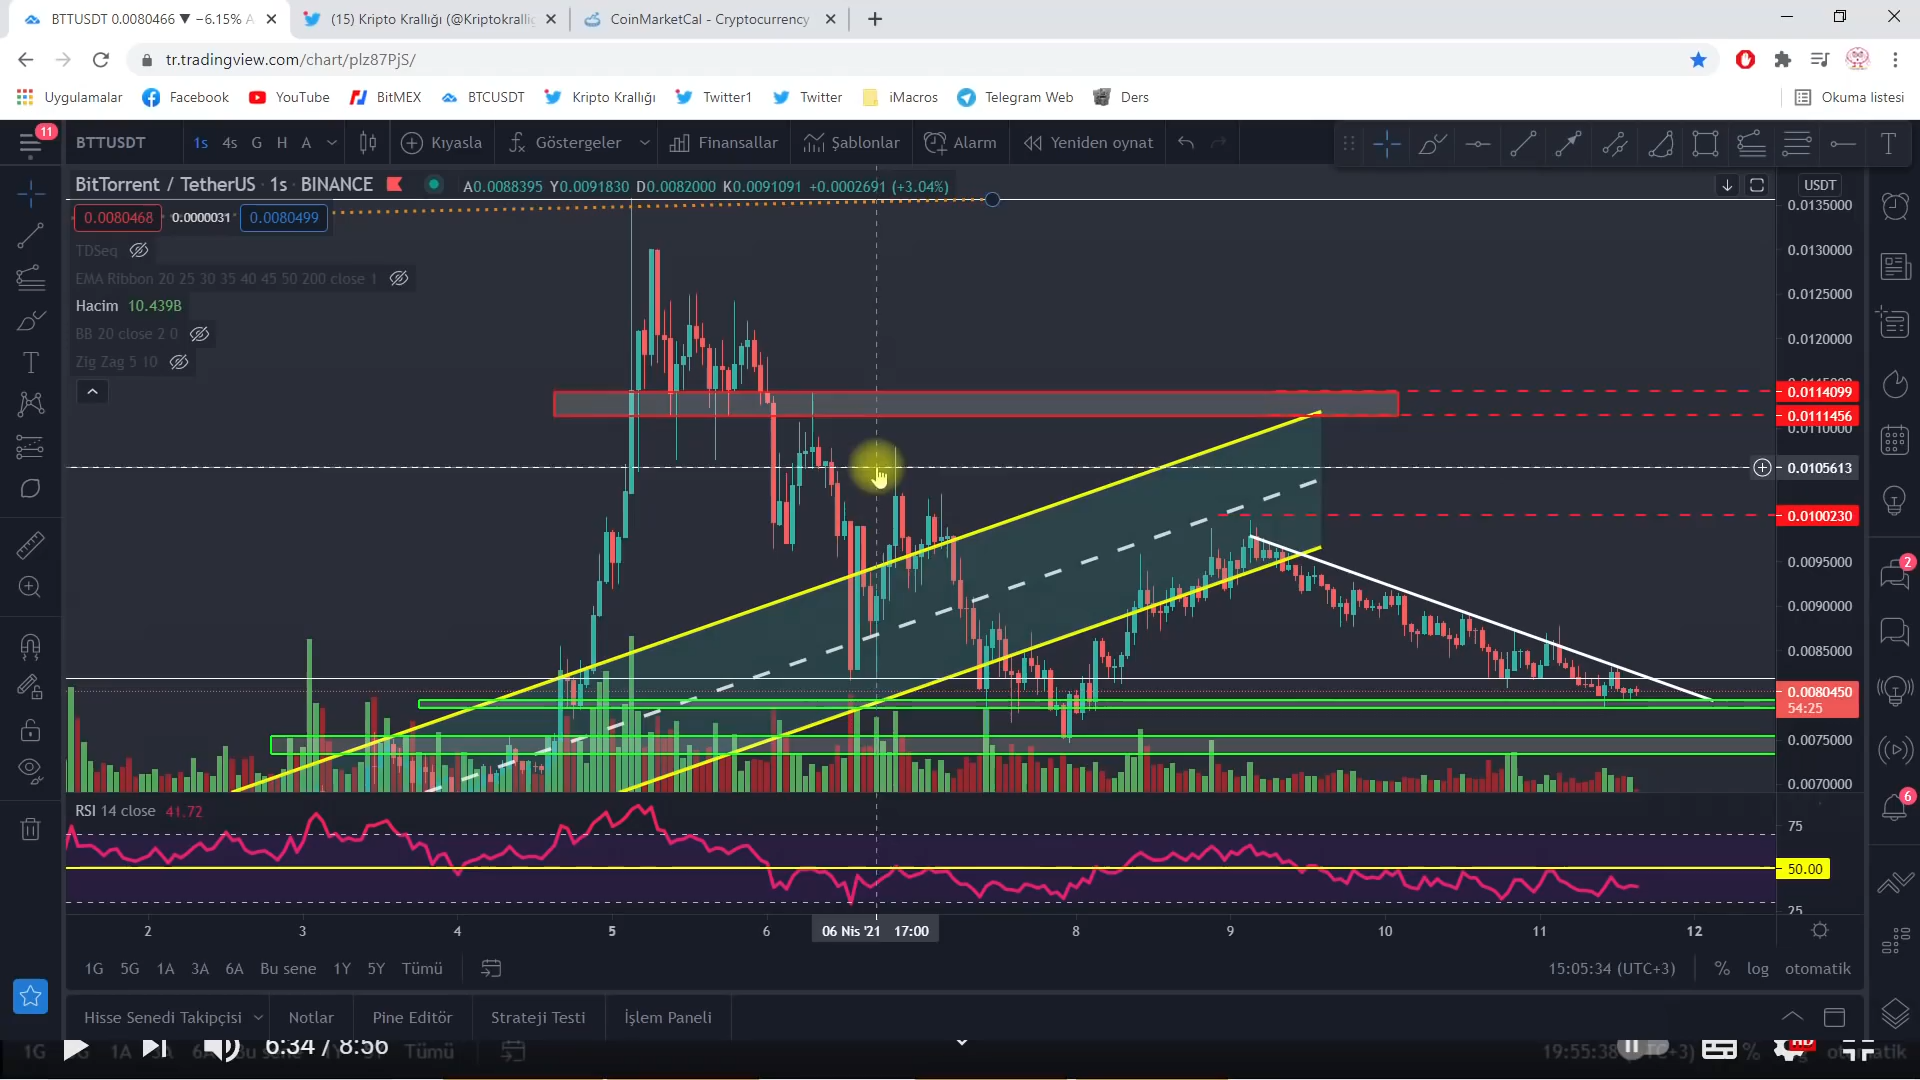 BTTUSDT 0.0080466 ▼ −6.15% A
(15) Kripto Krallığı (@Kriptokrallig
CoinMarketCal - Cryptocurrency
tr.tradingview.com/chart/plz87PjS/
Uygulamalar
Facebook
YouTube
BitMEX
BTCUSDT
Kripto Krallığı
Twitter1
Twitter
iMacros
Telegram Web
Ders
Okuma listesi
11
BTTUSDT
1s 4s G H A
Kıyasla
Göstergeler
Finansallar
Şablonlar
Alarm
Yeniden oynat
BitTorrent / TetherUS · 1s · BINANCE
A0.0088395 Y0.0091830 D0.0082000 K0.0091091 +0.0002691 (+3.04%)
USDT
0.0080468 0.0000031 0.0080499
TDSeq
EMA Ribbon 20 25 30 35 40 45 50 200 close 1
Hacim 10.439B
BB 20 close 2 0
Zig Zag 5 10
0.0135000
0.0130000
0.0125000
0.0120000
0.0114099
0.0111456
0.0110000
0.0105613
0.0100230
0.0095000
0.0090000
0.0085000
0.0080450
54:25
0.0075000
0.0070000
2
6
RSI 14 close 41.72
75
50.00
25
2 3 4 5 6 06 Nis '21 17:00 8 9 10 11 12
1G 5G 1A 3A 6A Bu sene 1Y 5Y Tümü
15:05:34 (UTC+3) % log otomatik
Hisse Senedi Takipçisi
Notlar
Pine Editör
Strateji Testi
İşlem Paneli
6:34 / 8:56
Tümü
HD